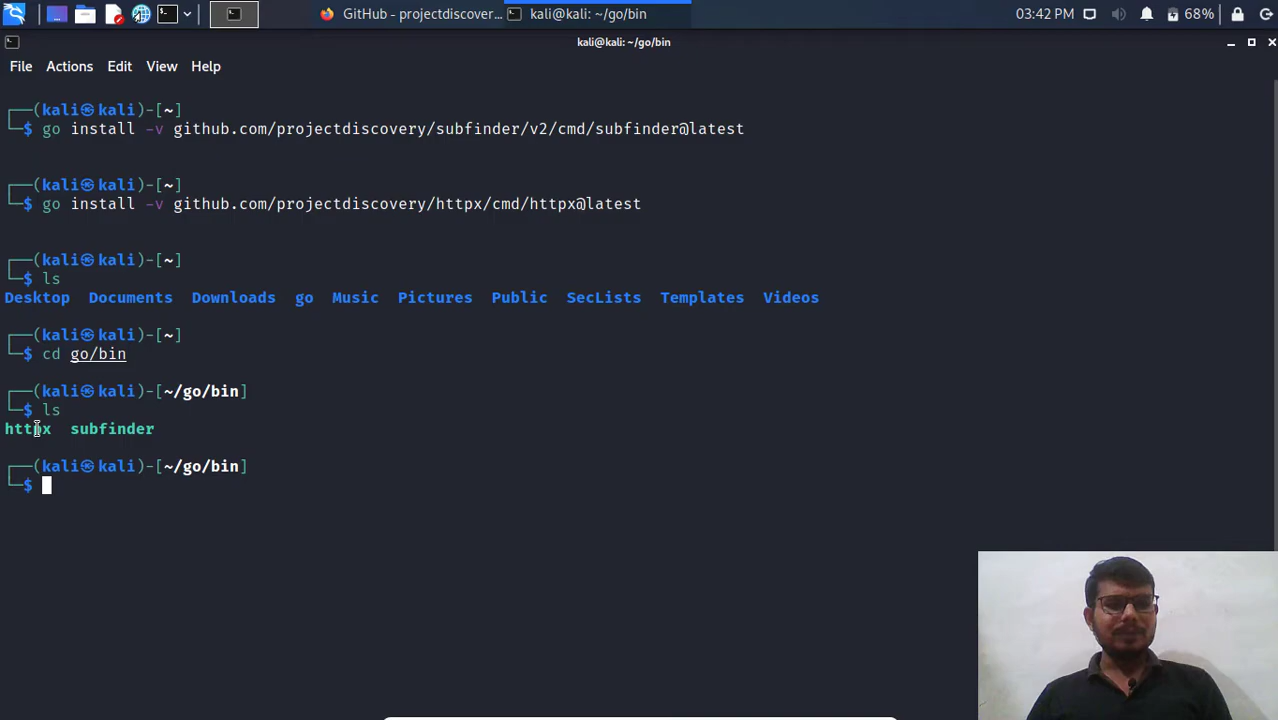 GitHub - projectdiscover...
kali@kali: ~/go/bin
03:42 PM
68%
kali@kali: ~/go/bin
File Actions Edit View Help
┌──(kali㉿kali)-[~]
└─$ go install -v github.com/projectdiscovery/subfinder/v2/cmd/subfinder@latest
┌──(kali㉿kali)-[~]
└─$ go install -v github.com/projectdiscovery/httpx/cmd/httpx@latest
┌──(kali㉿kali)-[~]
└─$ ls
Desktop Documents Downloads go Music Pictures Public SecLists Templates Videos
┌──(kali㉿kali)-[~]
└─$ cd go/bin
┌──(kali㉿kali)-[~/go/bin]
└─$ ls
httpx subfinder
┌──(kali㉿kali)-[~/go/bin]
└─$